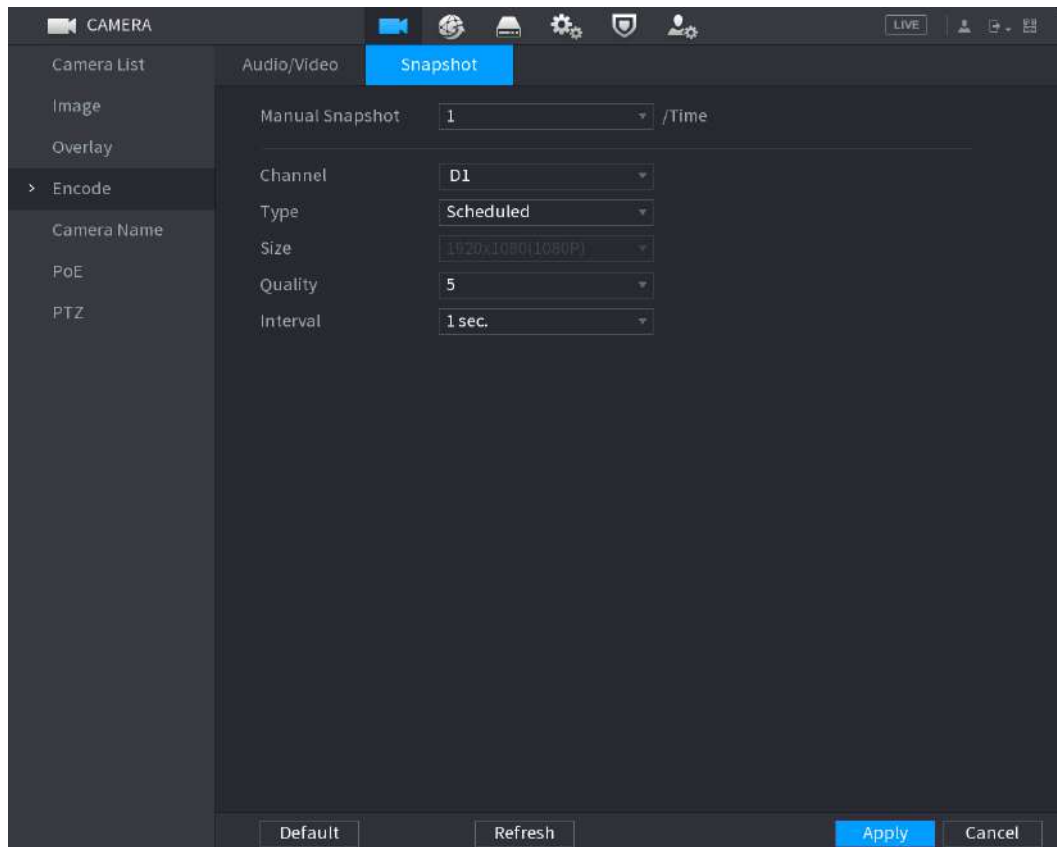 CAMERA LIVE
Camera List Audio/Video Snapshot
Image Manual Snapshot 1 /Time
Overlay
Channel D1
> Encode
Type Scheduled
Camera Name
Size 1920x1080(1080P)
PoE
Quality 5
PTZ Interval 1 sec.
Default Refresh Apply Cancel